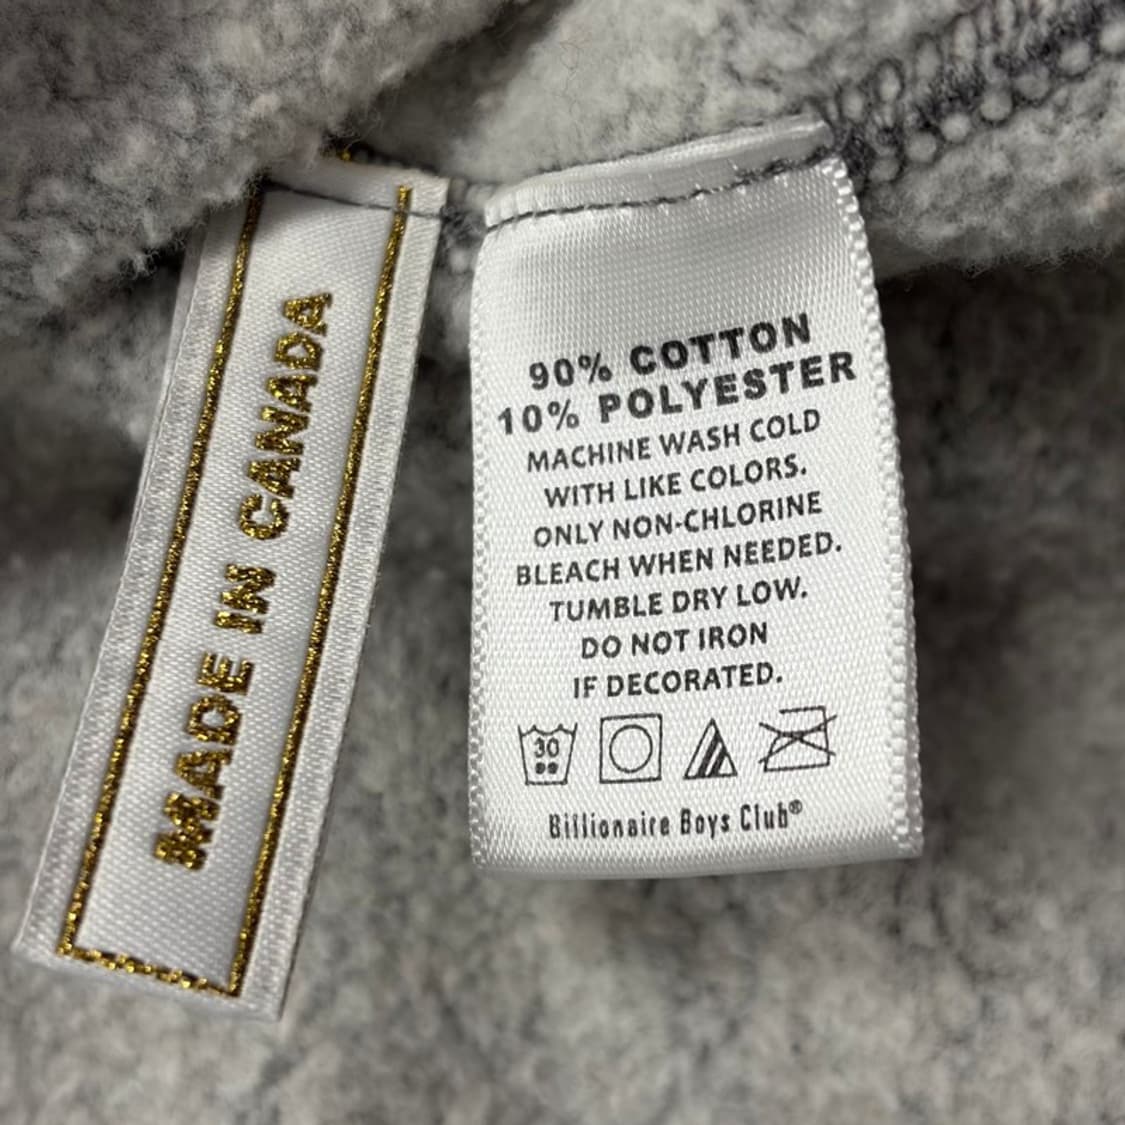 MADE IN CANADA
90% COTTON
10% POLYESTER
MACHINE WASH COLD
WITH LIKE COLORS.
ONLY NON-CHLORINE
BLEACH WHEN NEEDED.
TUMBLE DRY LOW.
DO NOT IRON
IF DECORATED.
30
Billionaire Boys Club®